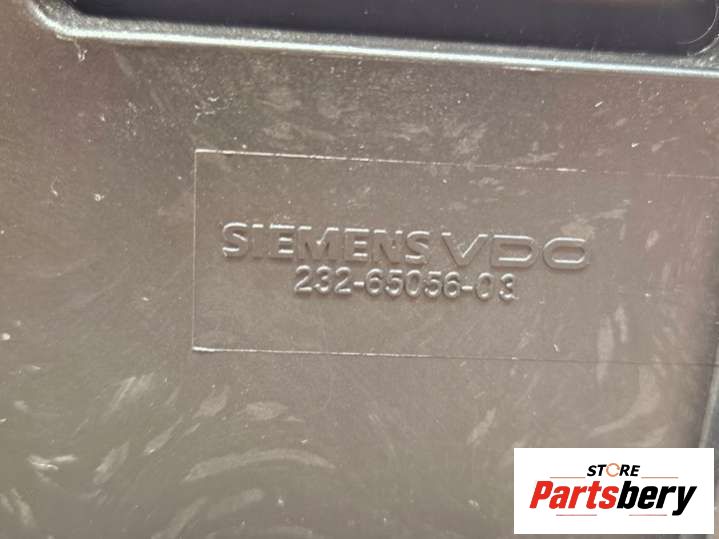 SIEMENS VDO
232-65056-03
STORE
Partsbery